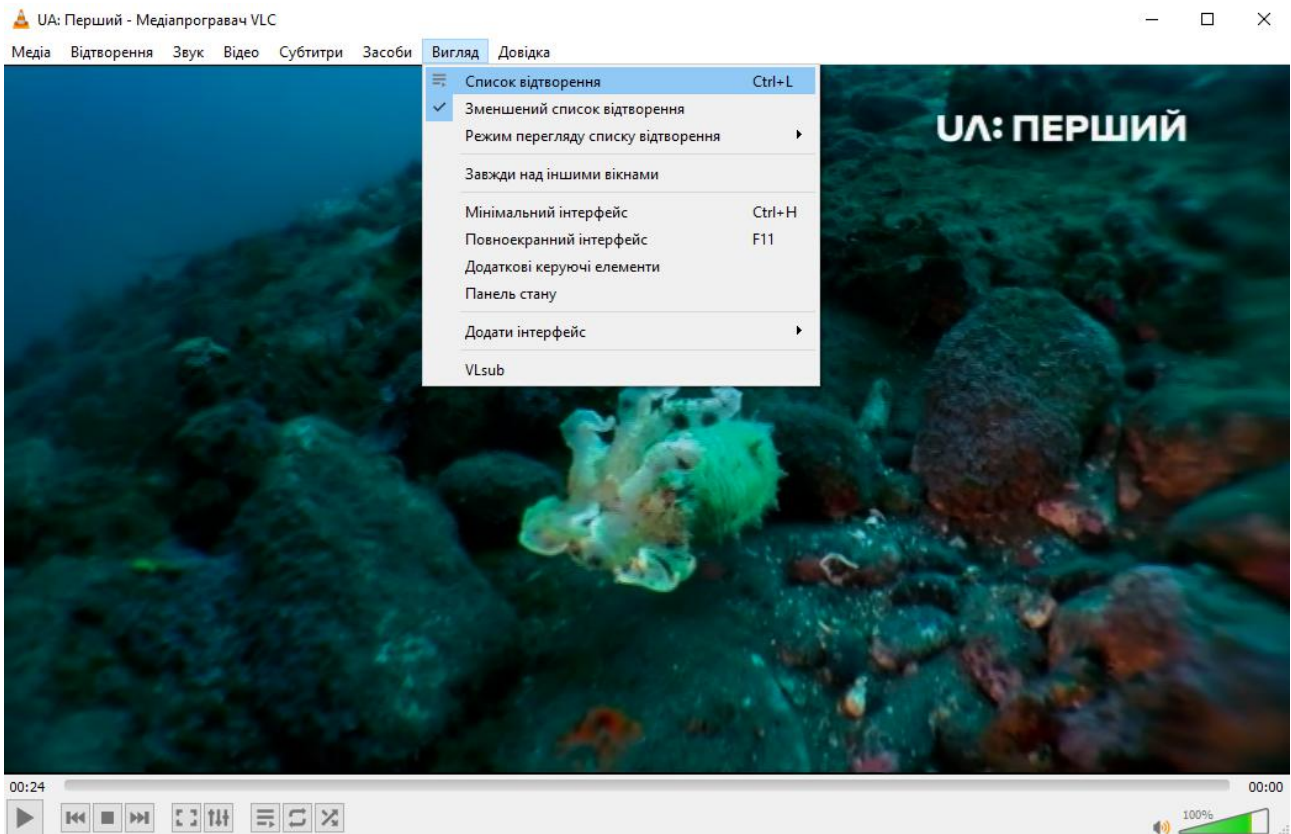 UA: Перший - Медіапрогравач VLC
Медіа Відтворення Звук Відео Субтитри Засоби Вигляд Довідка
Список відтворення Ctrl+L
Зменшений список відтворення
Режим перегляду списку відтворення
UA: ПЕРШИЙ
Завжди над іншими вікнами
Мінімальний інтерфейс Ctrl+H
Повноекранний інтерфейс F11
Додаткові керуючі елементи
Панель стану
Додати інтерфейс
VLsub
00:24 00:00
100%